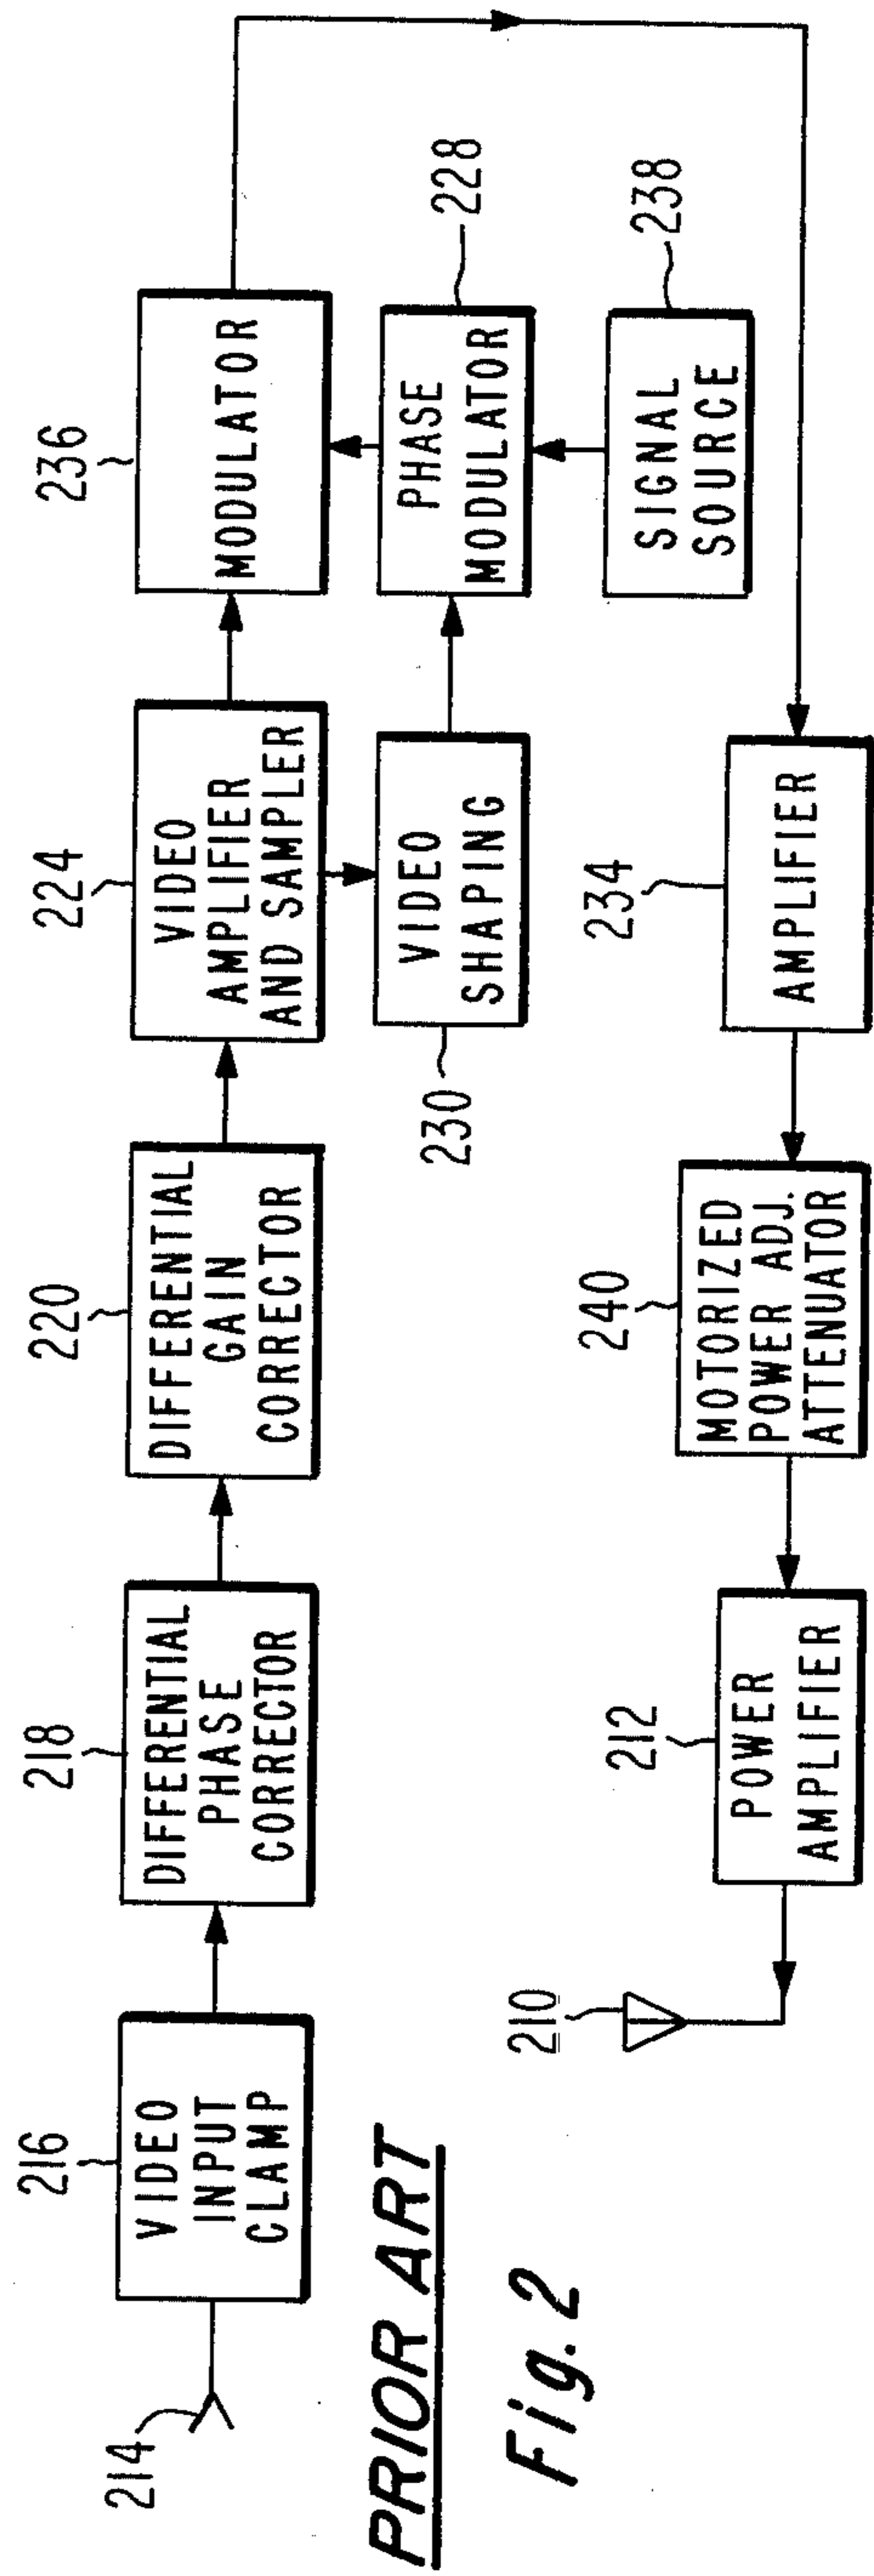 214
216
VIDEO
INPUT
CLAMP
218
DIFFERENTIAL
PHASE
CORRECTOR
220
DIFFERENTIAL
GAIN
CORRECTOR
224
VIDEO
AMPLIFIER
AND SAMPLER
236
MODULATOR
230
VIDEO
SHAPING
PHASE
MODULATOR
228
SIGNAL
SOURCE
238
210
212
POWER
AMPLIFIER
240
MOTORIZED
POWER ADJ.
ATTENUATOR
234
AMPLIFIER
PRIOR ART
Fig. 2